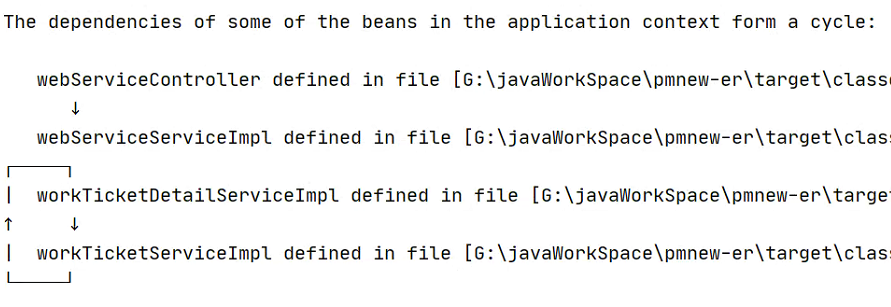 The dependencies of some of the beans in the application context form a cycle:
webServiceController defined in file [G:\javaWorkSpace\pmnew-er\target\classe
↓
webServiceServiceImpl defined in file [G:\javaWorkSpace\pmnew-er\target\class
┌─────┐
|  workTicketDetailServiceImpl defined in file [G:\javaWorkSpace\pmnew-er\targe
↑     ↓
|  workTicketServiceImpl defined in file [G:\javaWorkSpace\pmnew-er\target\class
└─────┘